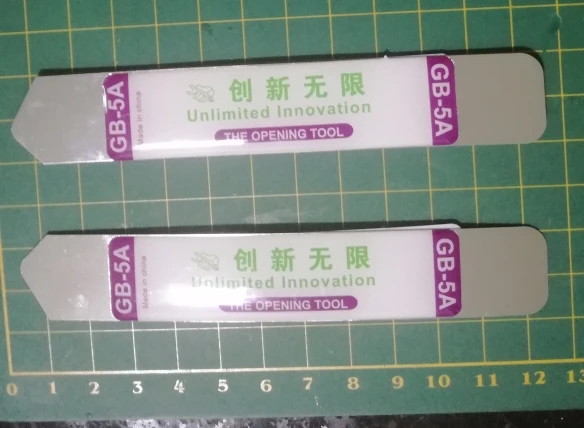 GB-5A
Made in china
创新无限
Unlimited Innovation
THE OPENING TOOL
GB-5A
GB-5A
Made in china
创新无限
Unlimited Innovation
THE OPENING TOOL
GB-5A
0 1 2 3 4 5 6 7 8 9 10 11 12 13